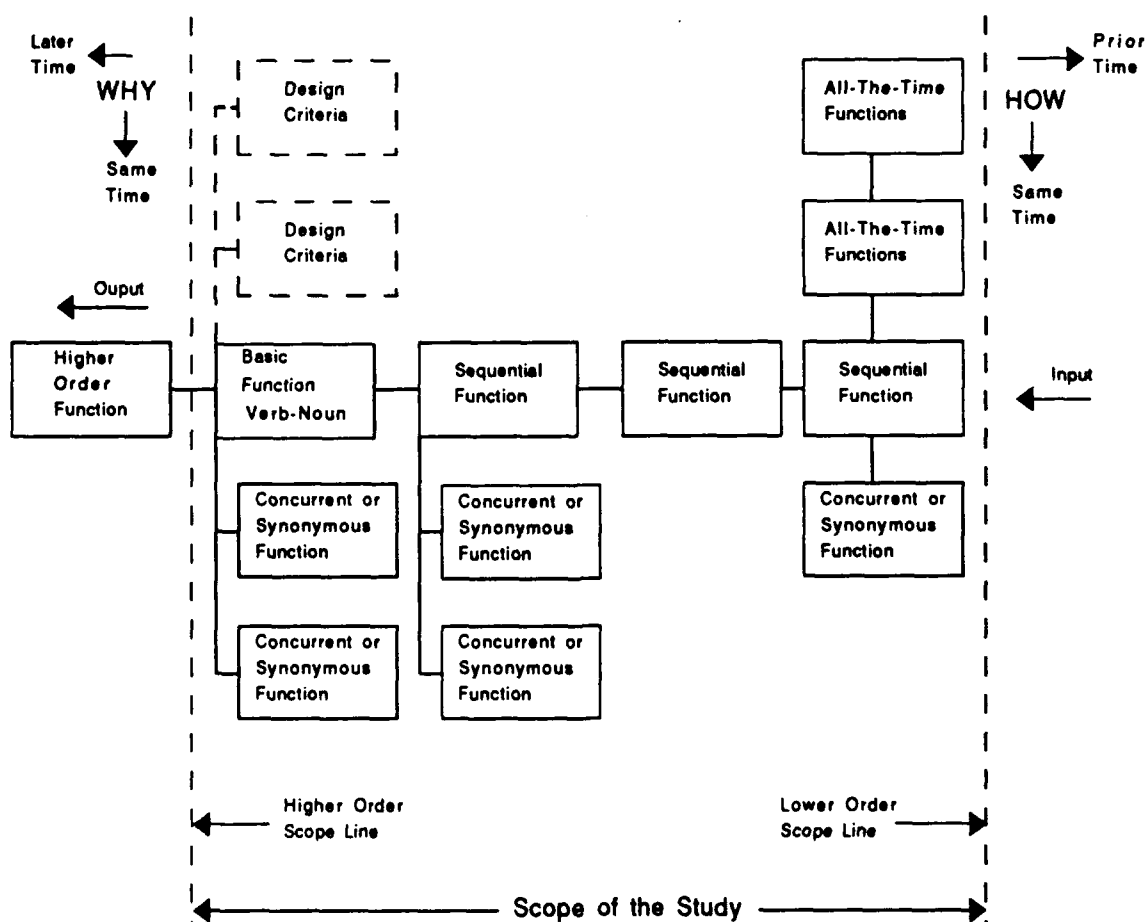 Later
Time
WHY
Same
Time
Design
Criteria
Design
Criteria
All-The-Time
Functions
All-The-Time
Functions
Prior
Time
HOW
Same
Time
Ouput
Higher
Order
Function
Basic
Function
Verb-Noun
Sequential
Function
Sequential
Function
Sequential
Function
Input
Concurrent or
Synonymous
Function
Concurrent or
Synonymous
Function
Concurrent or
Synonymous
Function
Concurrent or
Synonymous
Function
Concurrent or
Synonymous
Function
Higher Order
Scope Line
Lower Order
Scope Line
Scope of the Study